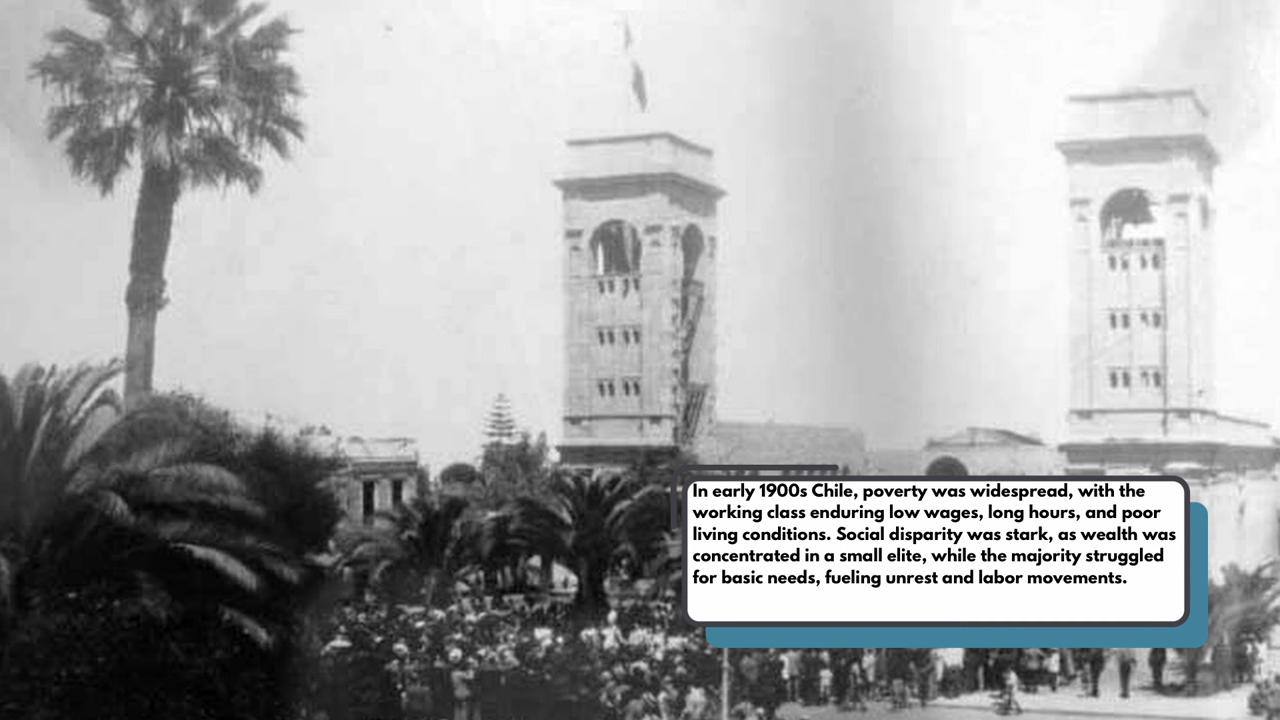 In early 1900s Chile, poverty was widespread, with the
working class enduring low wages, long hours, and poor
living conditions. Social disparity was stark, as wealth was
concentrated in a small elite, while the majority struggled
for basic needs, fueling unrest and labor movements.